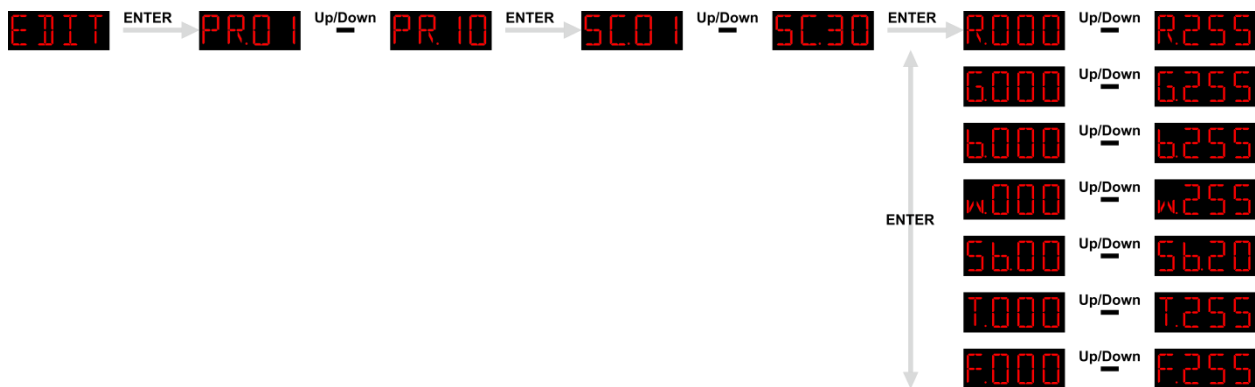 EDIT ENTER PR.01 Up/Down PR.10 ENTER SC.01 Up/Down SC.30 ENTER R.000 Up/Down R.255
G.000 Up/Down G.255
b.000 Up/Down b.255
w.000 Up/Down w.255
ENTER
Sb.00 Up/Down Sb.20
T.000 Up/Down T.255
F.000 Up/Down F.255